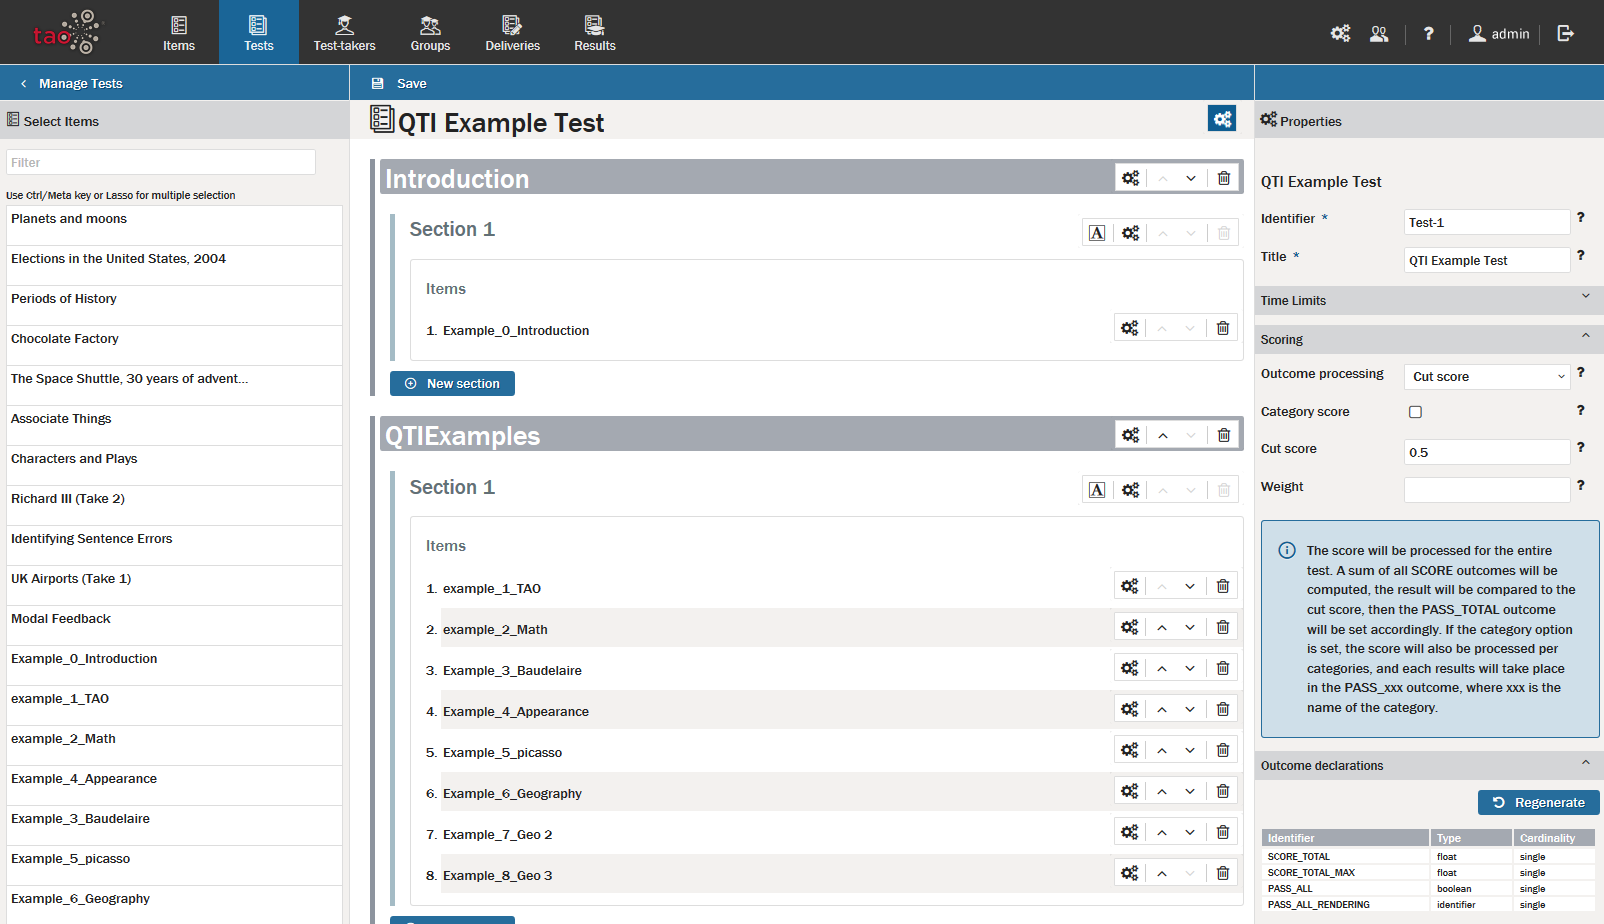 tao
Items
Tests
Test-takers
Groups
Deliveries
Results
?
admin
Manage Tests
Save
Select Items
Filter
Use Ctrl/Meta key or Lasso for multiple selection
Planets and moons
Elections in the United States, 2004
Periods of History
Chocolate Factory
The Space Shuttle, 30 years of advent...
Associate Things
Characters and Plays
Richard III (Take 2)
Identifying Sentence Errors
UK Airports (Take 1)
Modal Feedback
Example_0_Introduction
example_1_TAO
example_2_Math
Example_4_Appearance
Example_3_Baudelaire
Example_5_picasso
Example_6_Geography
QTI Example Test
Introduction
Section 1
A
Items
1. Example_0_Introduction
New section
QTIExamples
Section 1
A
Items
1. example_1_TAO
2. example_2_Math
3. Example_3_Baudelaire
4. Example_4_Appearance
5. Example_5_picasso
6. Example_6_Geography
7. Example_7_Geo 2
8. Example_8_Geo 3
Properties
QTI Example Test
Identifier * Test-1 ?
Title * QTI Example Test ?
Time Limits
Scoring
Outcome processing Cut score ?
Category score ?
Cut score 0.5 ?
Weight ?
The score will be processed for the entire
test. A sum of all SCORE outcomes will be
computed, the result will be compared to the
cut score, then the PASS_TOTAL outcome
will be set accordingly. If the category option
is set, the score will also be processed per
categories, and each results will take place
in the PASS_xxx outcome, where xxx is the
name of the category.
Outcome declarations
Regenerate
Identifier Type Cardinality
SCORE_TOTAL float single
SCORE_TOTAL_MAX float single
PASS_ALL boolean single
PASS_ALL_RENDERING identifier single